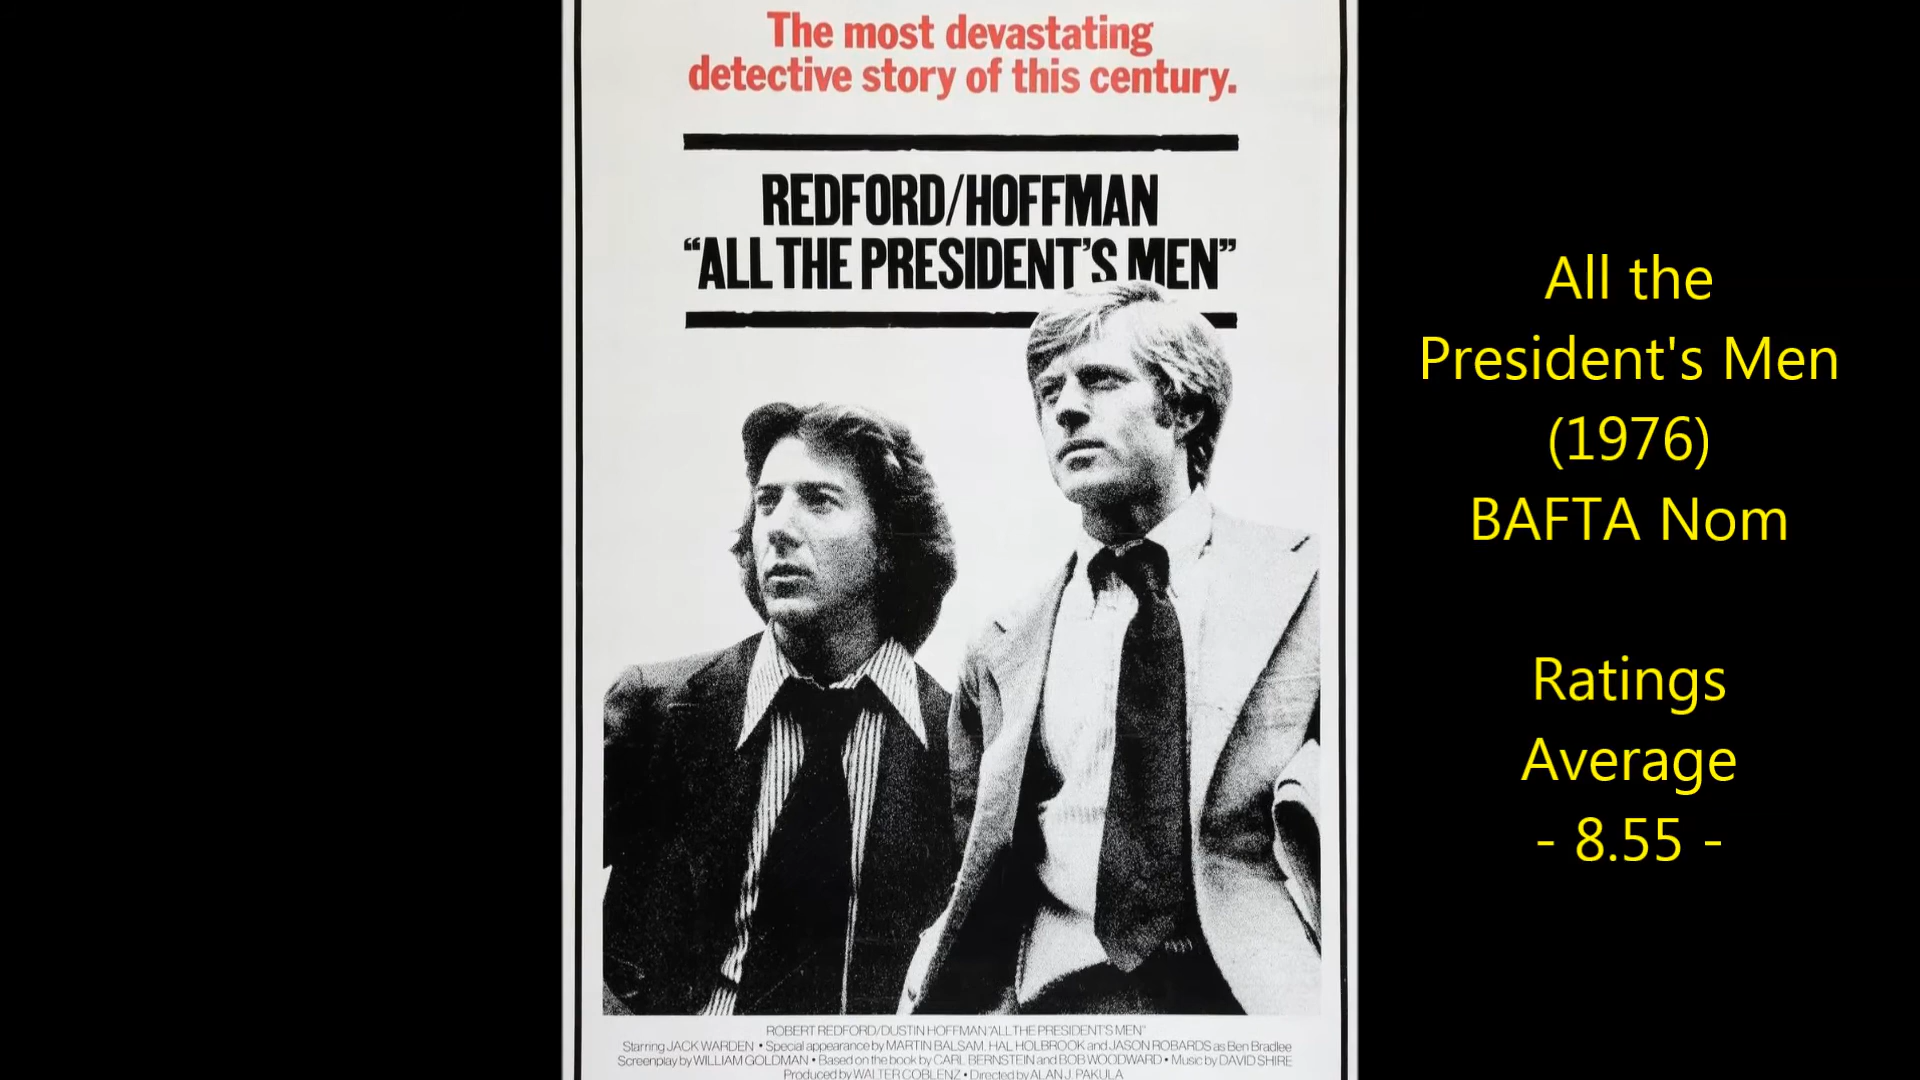 The most devastating
detective story of this century.
REDFORD/HOFFMAN
“ALL THE PRESIDENT’S MEN”
ROBERT REDFORD/DUSTIN HOFFMAN “ALL THE PRESIDENT’S MEN”
Starring JACK WARDEN • Special appearance by MARTIN BALSAM, HAL HOLBROOK and JASON ROBARDS as Ben Bradlee
Screenplay by WILLIAM GOLDMAN • Based on the book by CARL BERNSTEIN and BOB WOODWARD • Music by DAVID SHIRE
Produced by WALTER COBLENZ • Directed by ALAN J. PAKULA
All the
President's Men
(1976)
BAFTA Nom
Ratings
Average
- 8.55 -